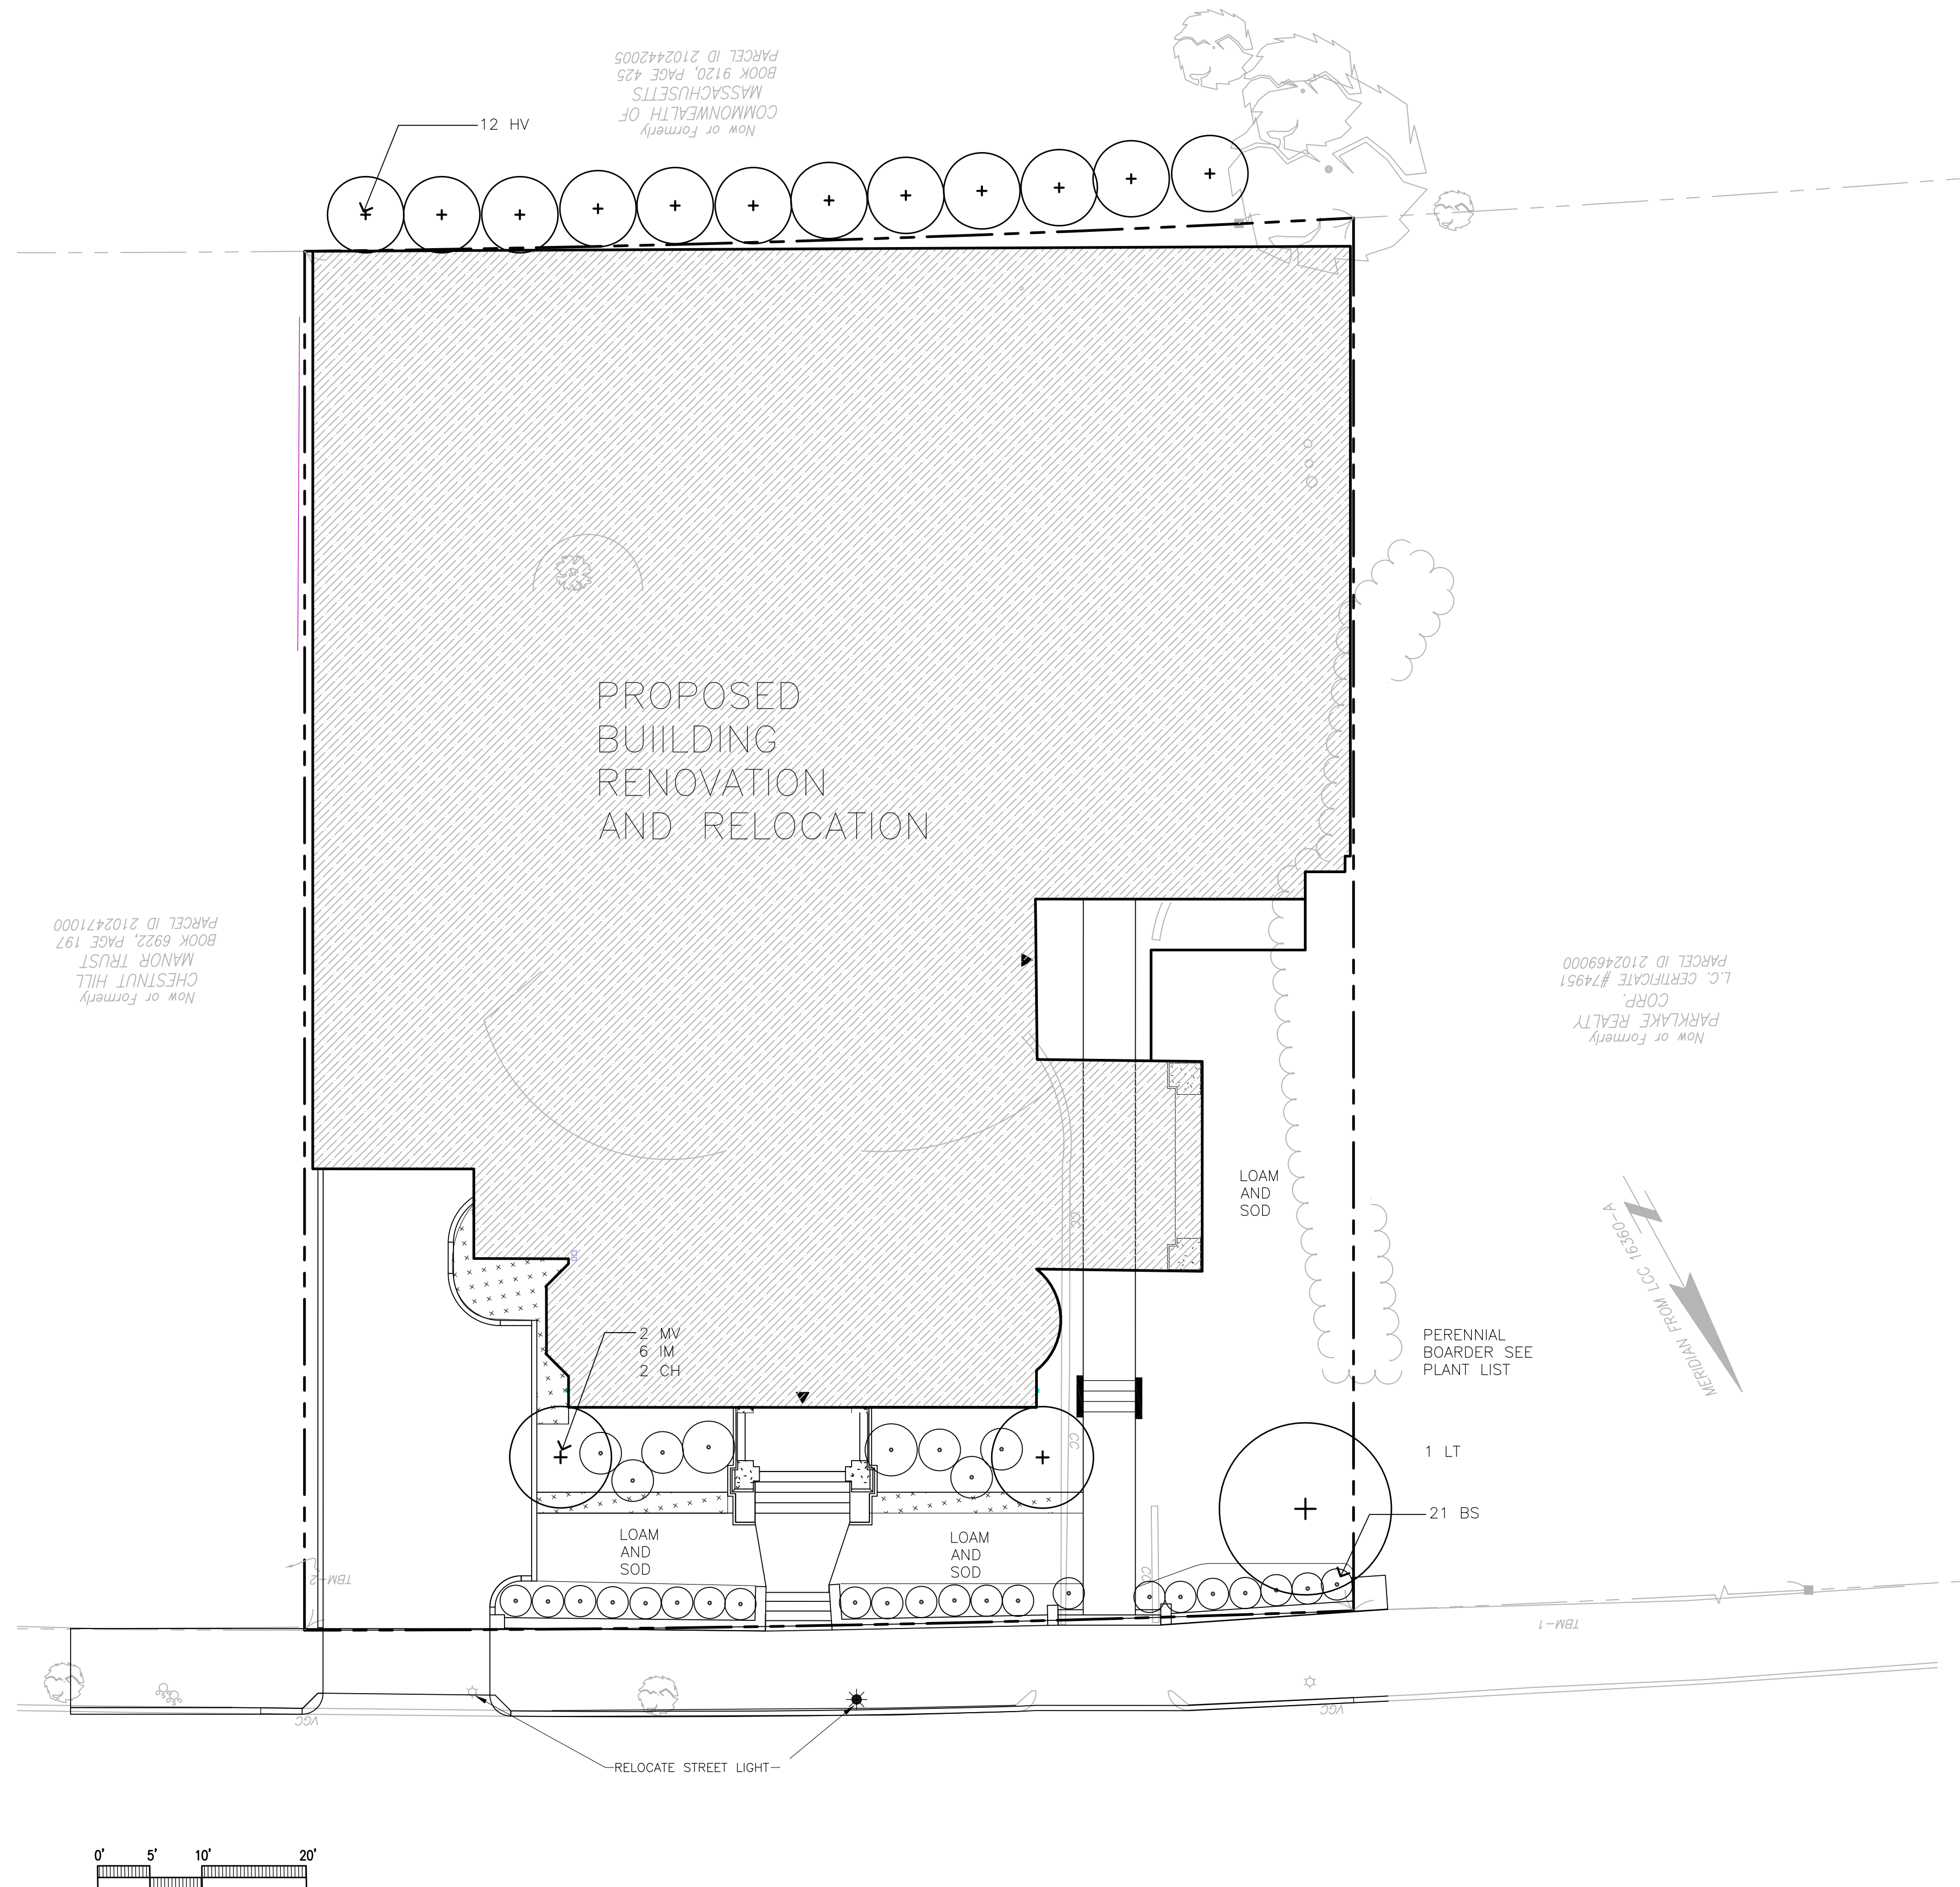 Now or Formerly
COMMONWEALTH OF
MASSACHUSETTS
BOOK 9120, PAGE 425
PARCEL ID 2102442005
12 HV
PROPOSED
BUIILDING
RENOVATION
AND RELOCATION
Now or Formerly
CHESTNUT HILL
MANOR TRUST
BOOK 6922, PAGE 197
PARCEL ID 2102471000
Now or Formerly
PARKLAKE REALTY
CORP.
L.C. CERTIFICATE #74951
PARCEL ID 2102469000
LOAM
AND
SOD
CC
MERIDIAN FROM LCC 16360-A
2 MV
6 IM
2 CH
PERENNIAL
BOARDER SEE
PLANT LIST
CC
1 LT
21 BS
LOAM
AND
SOD
LOAM
AND
SOD
CC
TBM-2
TBM-1
VGC
VGC
RELOCATE STREET LIGHT
0' 5' 10' 20'